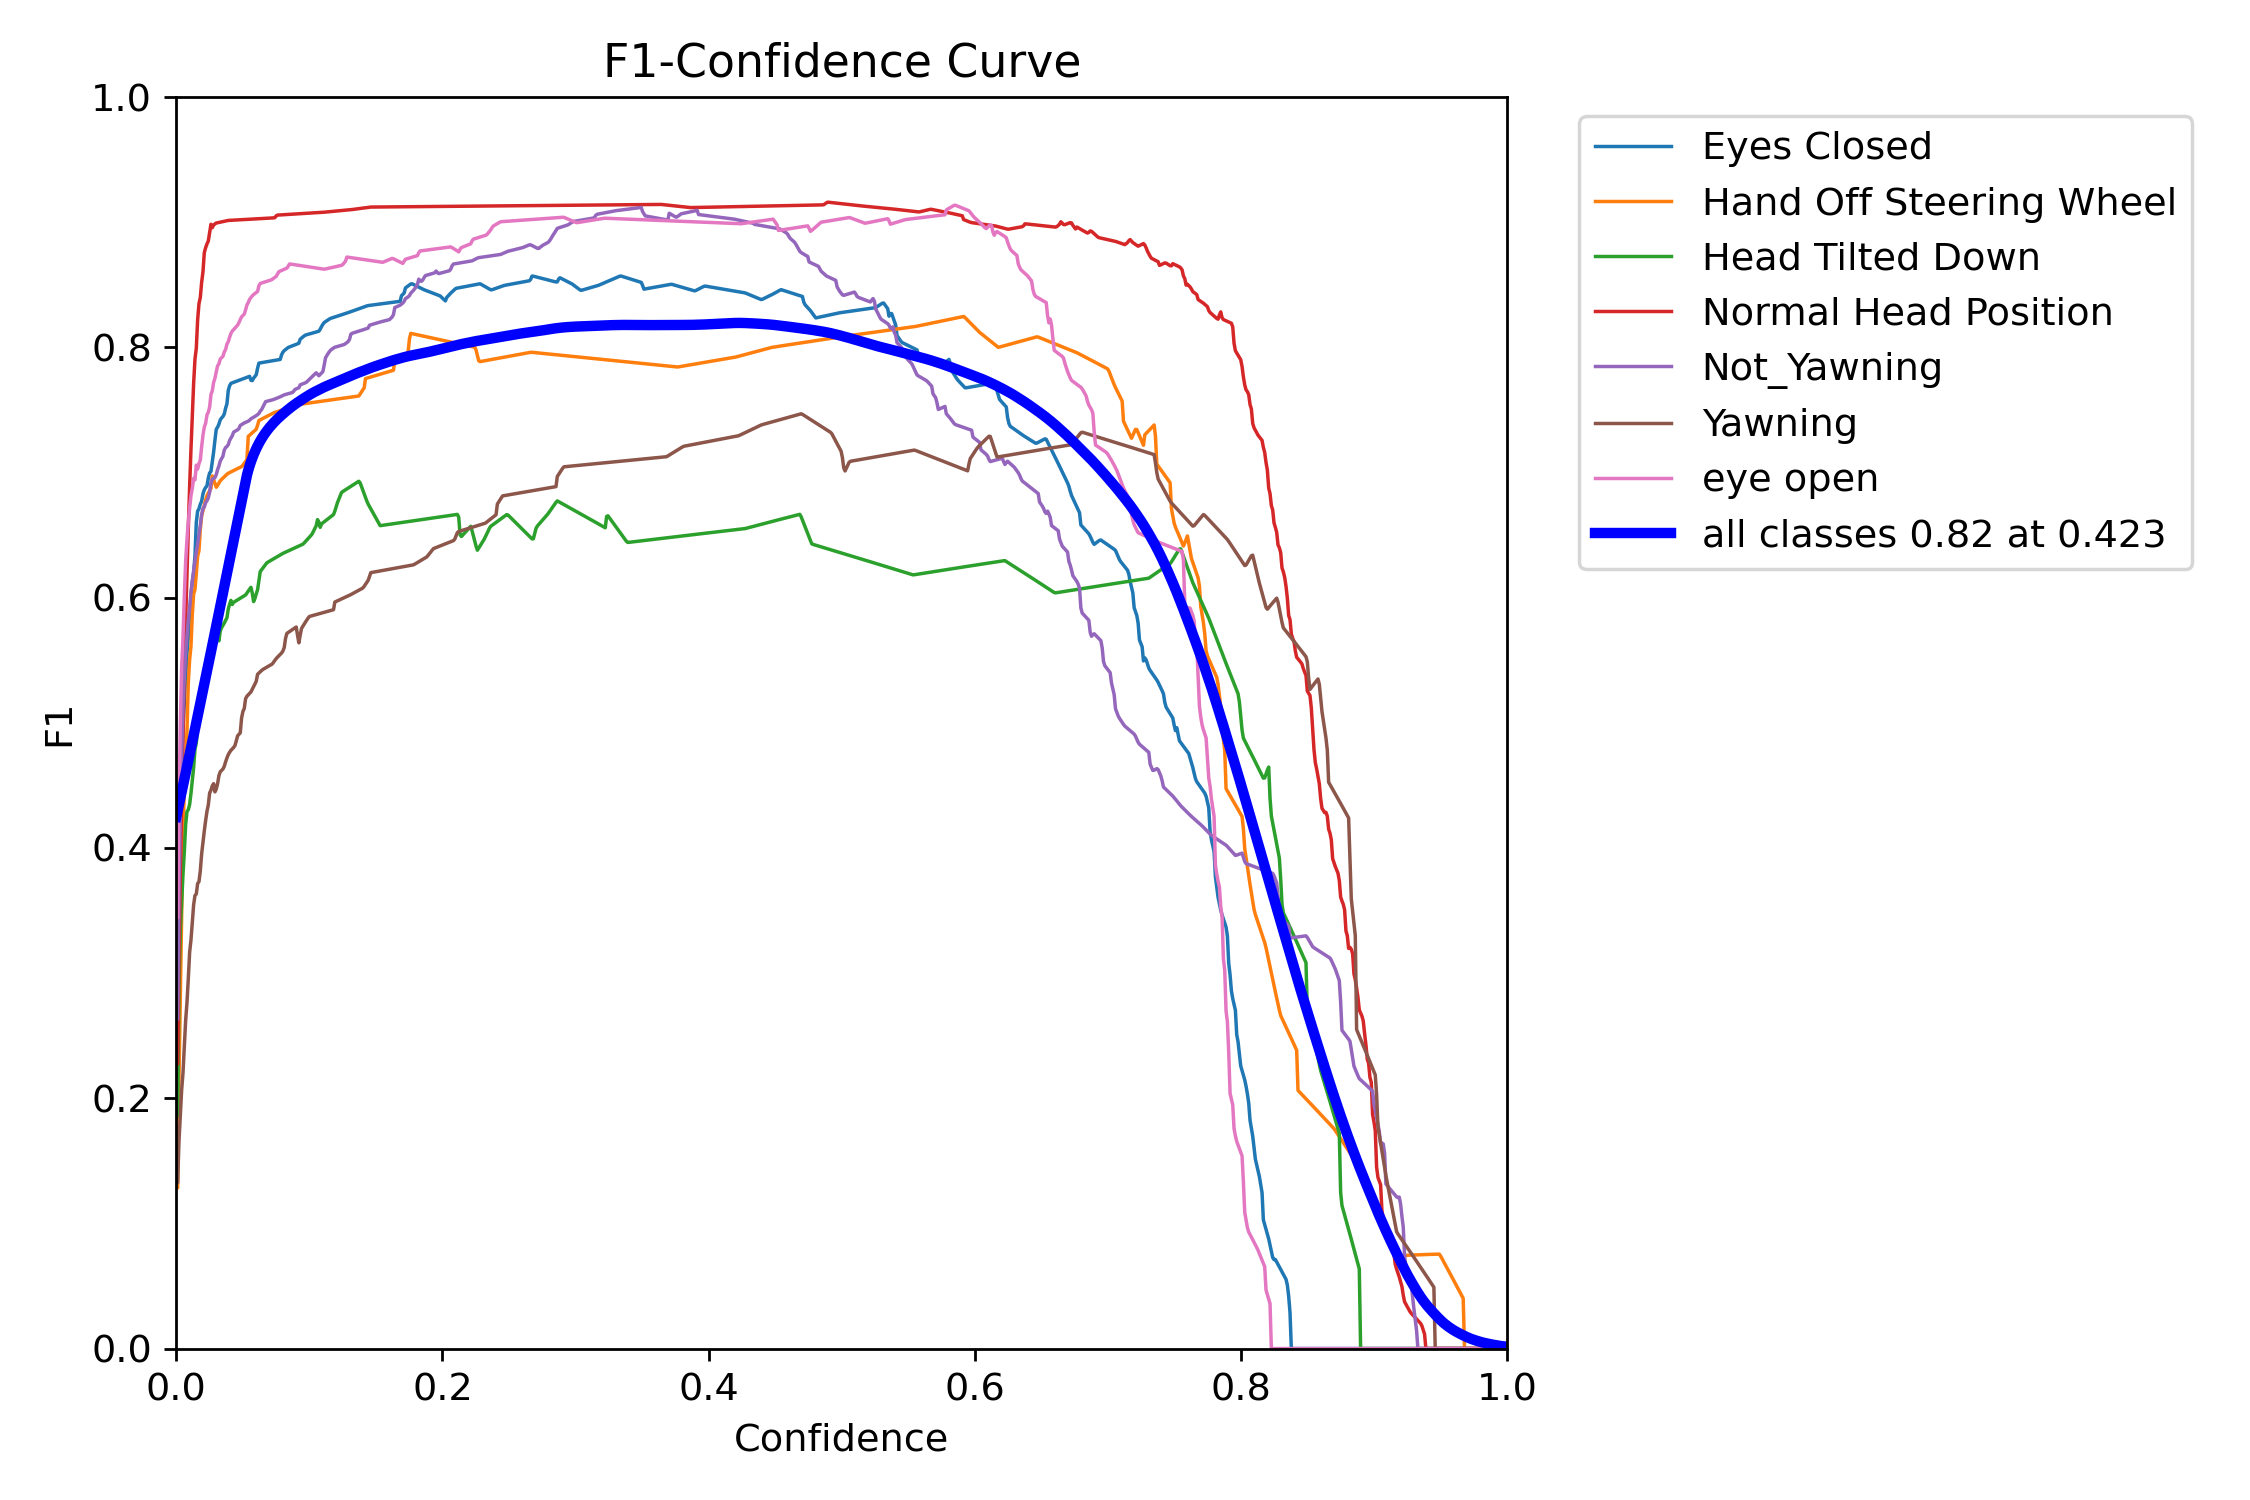 F1-Confidence Curve
1.0
0.8
0.6
0.4
0.2
0.0
F1
0.0 0.2 0.4 0.6 0.8 1.0
Confidence
Eyes Closed
Hand Off Steering Wheel
Head Tilted Down
Normal Head Position
Not_Yawning
Yawning
eye open
all classes 0.82 at 0.423